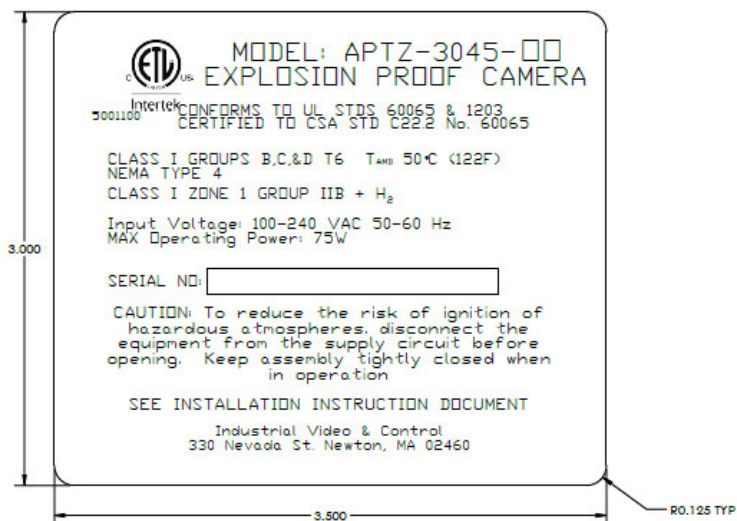 MODEL: APTZ-3045-□□
EXPLOSION PROOF CAMERA
C ETL US
LISTED
Intertek
5001100
CONFORMS TO UL STDS 60065 & 1203
CERTIFIED TO CSA STD C22.2 No. 60065
CLASS I GROUPS B,C,&D T6 TAMB 50°C (122F)
NEMA TYPE 4
CLASS I ZONE 1 GROUP IIB + H₂
Input Voltage: 100-240 VAC 50-60 Hz
MAX Operating Power: 75W
SERIAL NO:
CAUTION: To reduce the risk of ignition of
hazardous atmospheres, disconnect the
equipment from the supply circuit before
opening. Keep assembly tightly closed when
in operation
SEE INSTALLATION INSTRUCTION DOCUMENT
Industrial Video & Control
330 Nevada St. Newton, MA 02460
3.000
3.500
R0.125 TYP